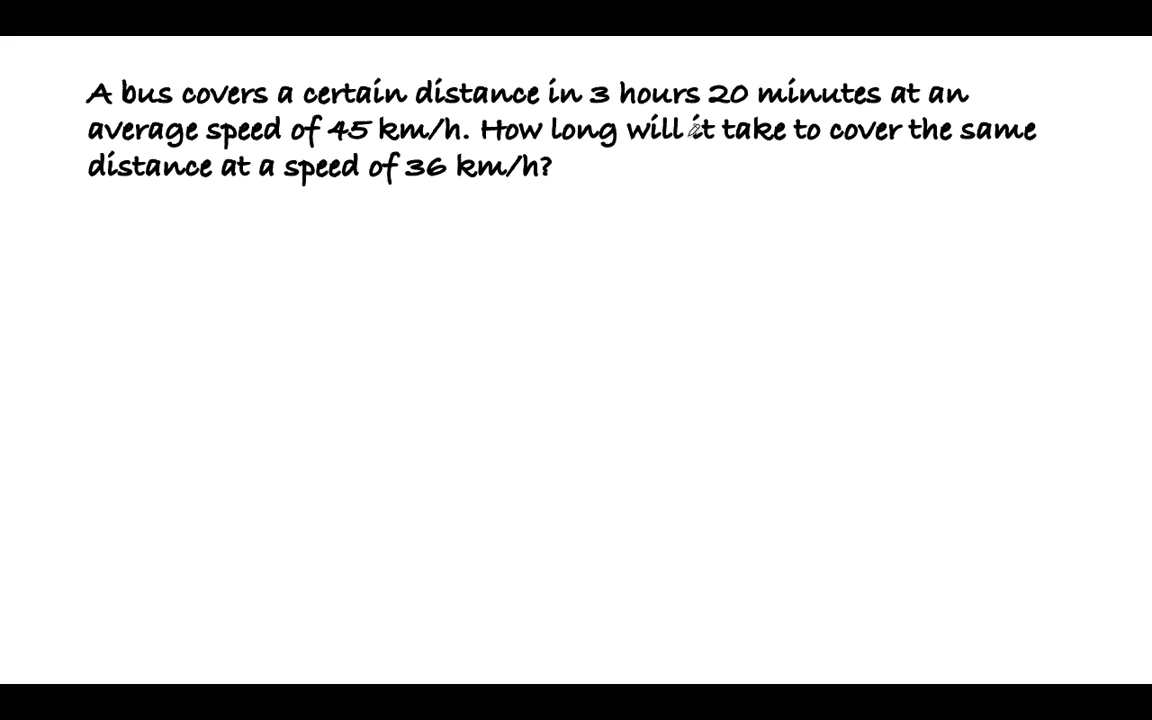 A bus covers a certain distance in 3 hours 20 minutes at an
average speed of 45 km/h. How long will it take to cover the same
distance at a speed of 36 km/h?